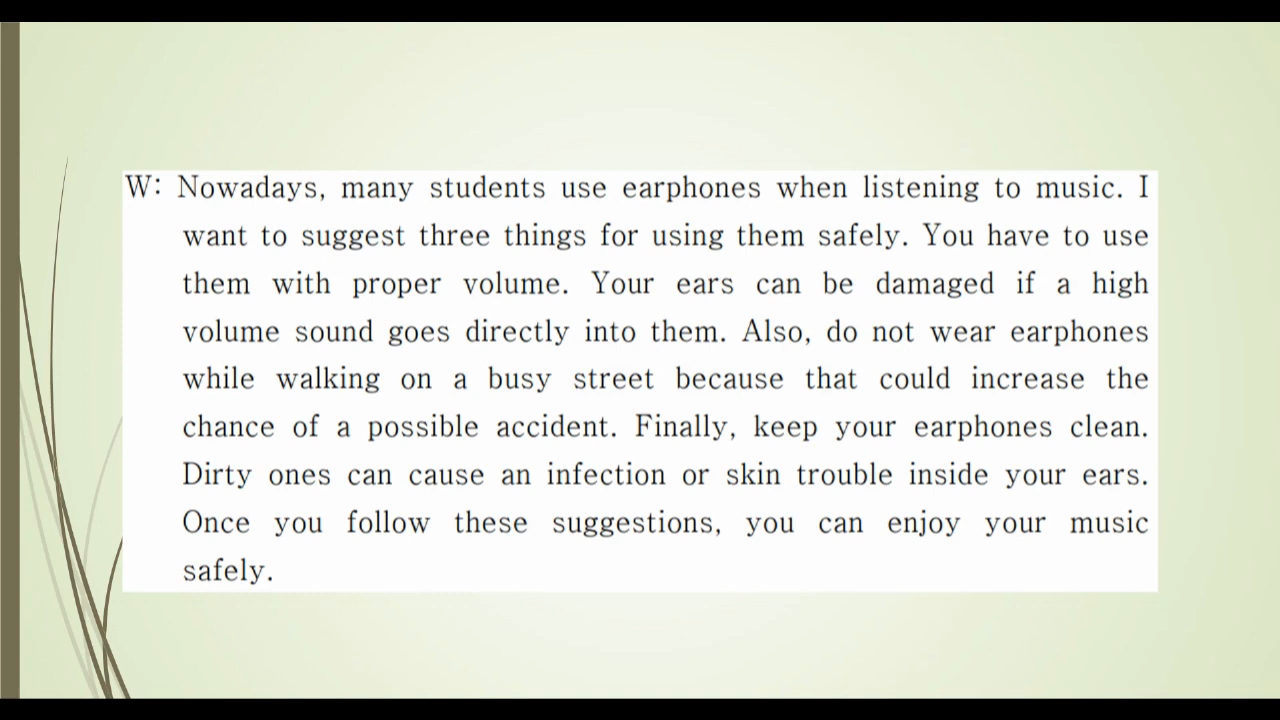 W: Nowadays, many students use earphones when listening to music. I
want to suggest three things for using them safely. You have to use
them with proper volume. Your ears can be damaged if a high
volume sound goes directly into them. Also, do not wear earphones
while walking on a busy street because that could increase the
chance of a possible accident. Finally, keep your earphones clean.
Dirty ones can cause an infection or skin trouble inside your ears.
Once you follow these suggestions, you can enjoy your music
safely.